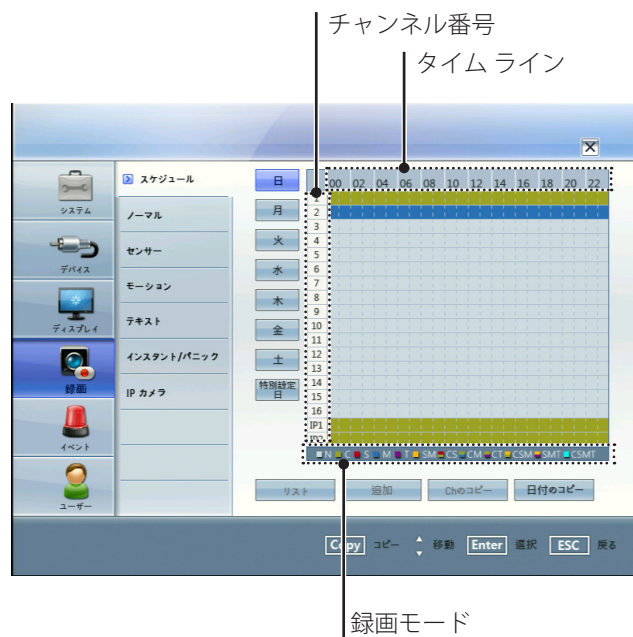 チャンネル番号
タイム ライン
スケジュール
ノーマル
センサー
モーション
テキスト
インスタント/パニック
IP カメラ
システム
デバイス
ディスプレイ
録画
イベント
ユーザー
日
月
火
水
木
金
土
特別設定
日
00 02 04 06 08 10 12 14 16 18 20 22
1
2
3
4
5
6
7
8
9
10
11
12
13
14
15
16
IP1
N C S M T SM CS CM CT CSM SMT CSMT
リスト
追加
Chのコピー
日付のコピー
Copy コピー 移動 Enter 選択 ESC 戻る
録画モード